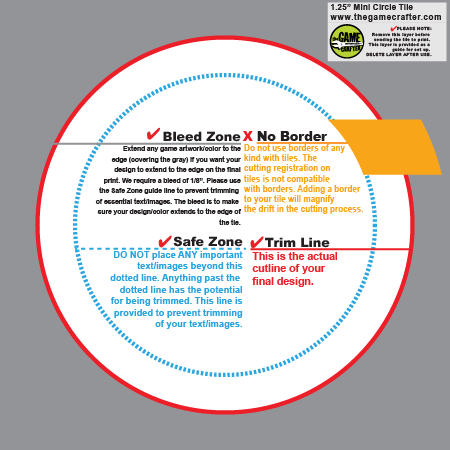 1.25” Mini Circle Tile
www.thegamecrafter.com
THE
GAME
CRAFTER
✓PLEASE NOTE:
Remove this layer before
sending the tile to print.
This layer is provided as a
guide for set up.
DELETE LAYER AFTER USE.
✓Bleed Zone
Extend any game artwork/color to the
edge (covering the gray) if you want your
design to extend to the edge on the final
print. We require a bleed of 1/8”. Please use
the Safe Zone guide line to prevent trimming
of essential text/images. The bleed is to make
sure your design/color extends to the edge of
the tile.
X No Border
Do not use borders of any
kind with tiles. The
cutting registration on
tiles is not compatible
with borders. Adding a border
to your tile will magnify
the drift in the cutting process.
✓Safe Zone
DO NOT place ANY important
text/images beyond this
dotted line. Anything past the
dotted line has the potential
for being trimmed. This line is
provided to prevent trimming
of your text/images.
✓Trim Line
This is the actual
cutline of your
final design.